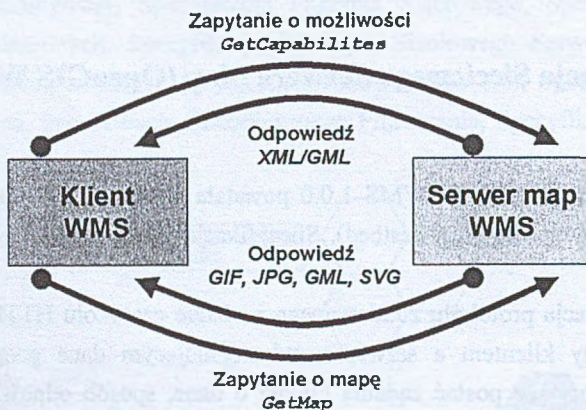 Zapytanie o możliwości
GetCapabilites
Odpowiedź
XML/GML
Klient
WMS
Serwer map
WMS
Odpowiedź
GIF, JPG, GML, SVG
Zapytanie o mapę
GetMap